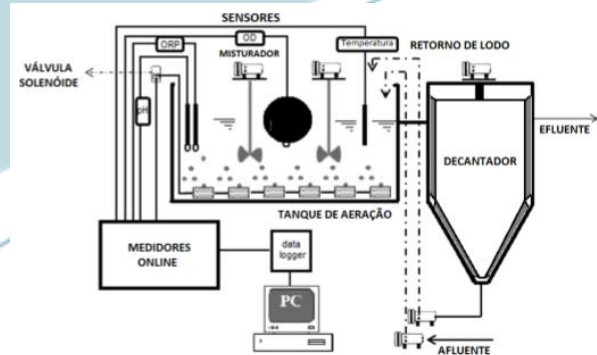 SENSORES
ORP
OD
Temperatura
RETORNO DE LODO
MISTURADOR
VÁLVULA
SOLENÓIDE
pH
EFLUENTE
DECANTADOR
TANQUE DE AERAÇÃO
MEDIDORES
ONLINE
data
logger
PC
AFLUENTE